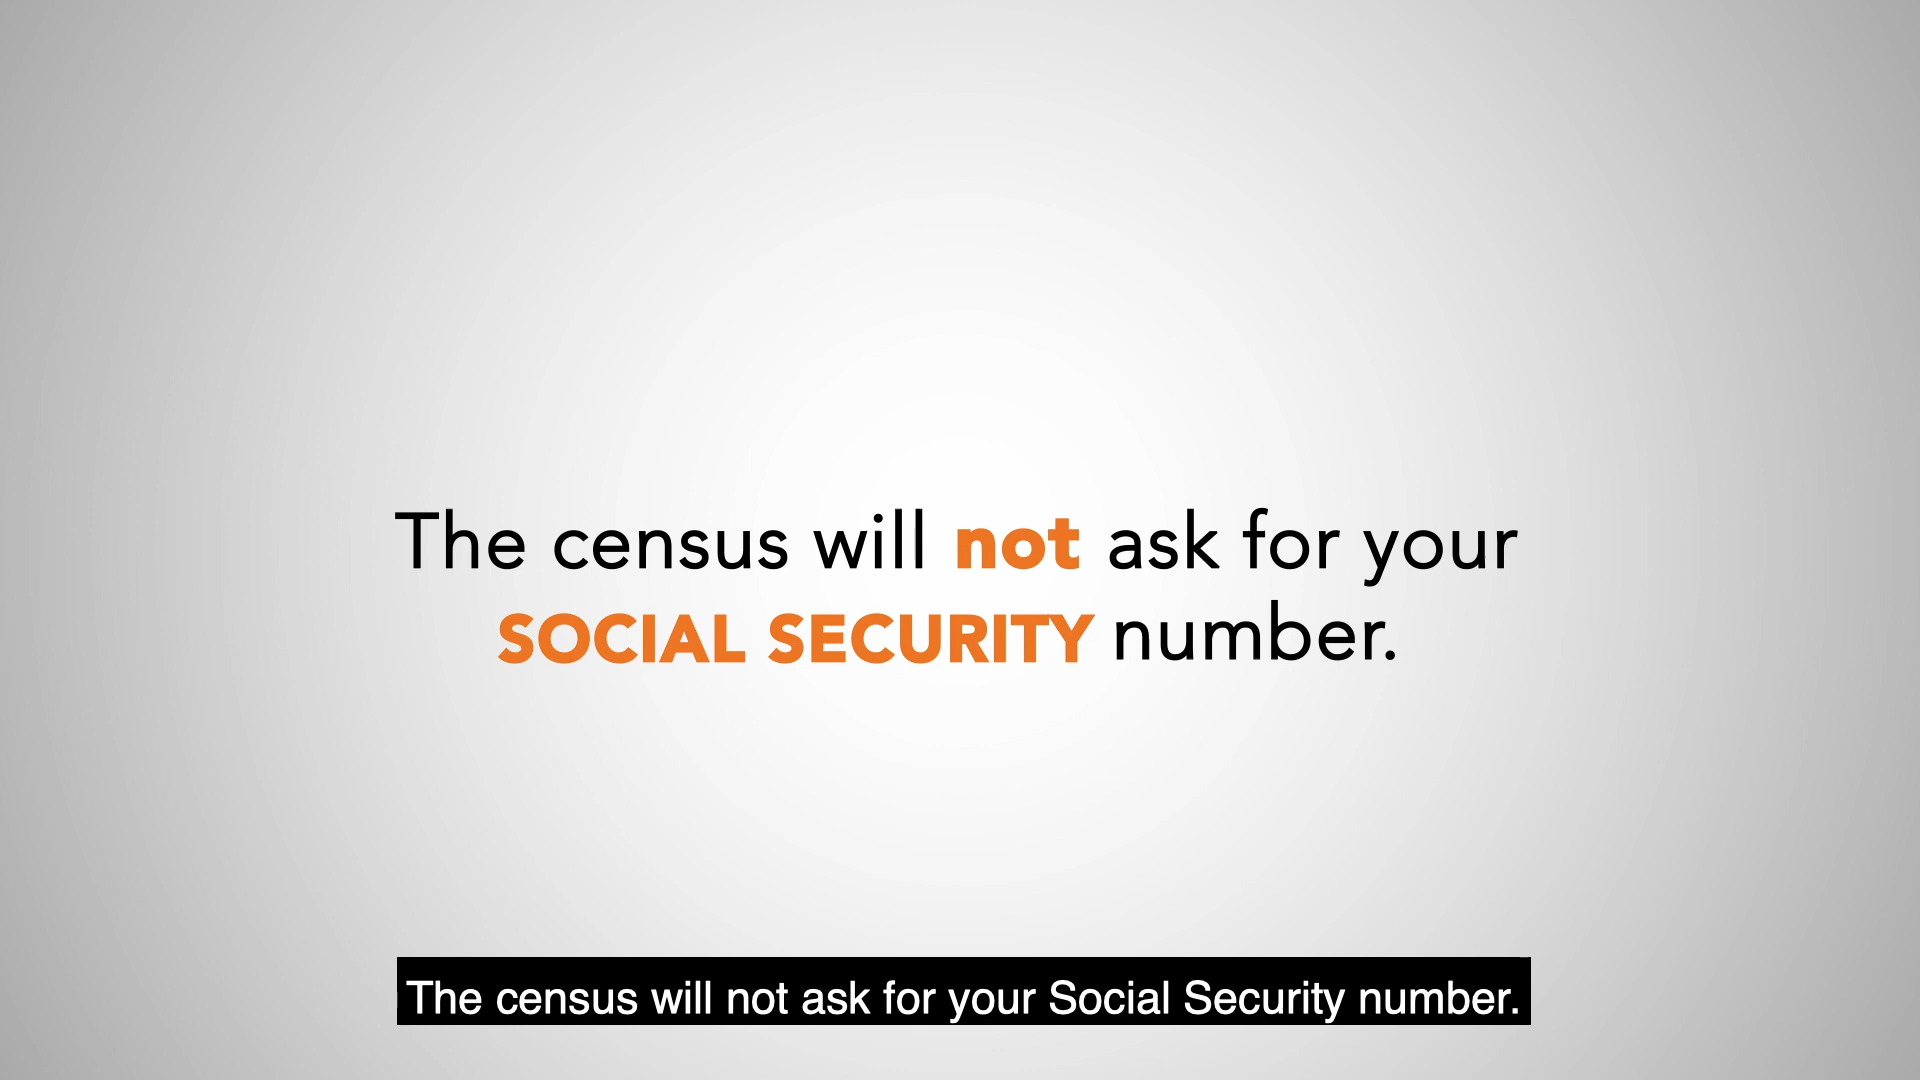 The census will not ask for your
SOCIAL SECURITY number.
The census will not ask for your Social Security number.